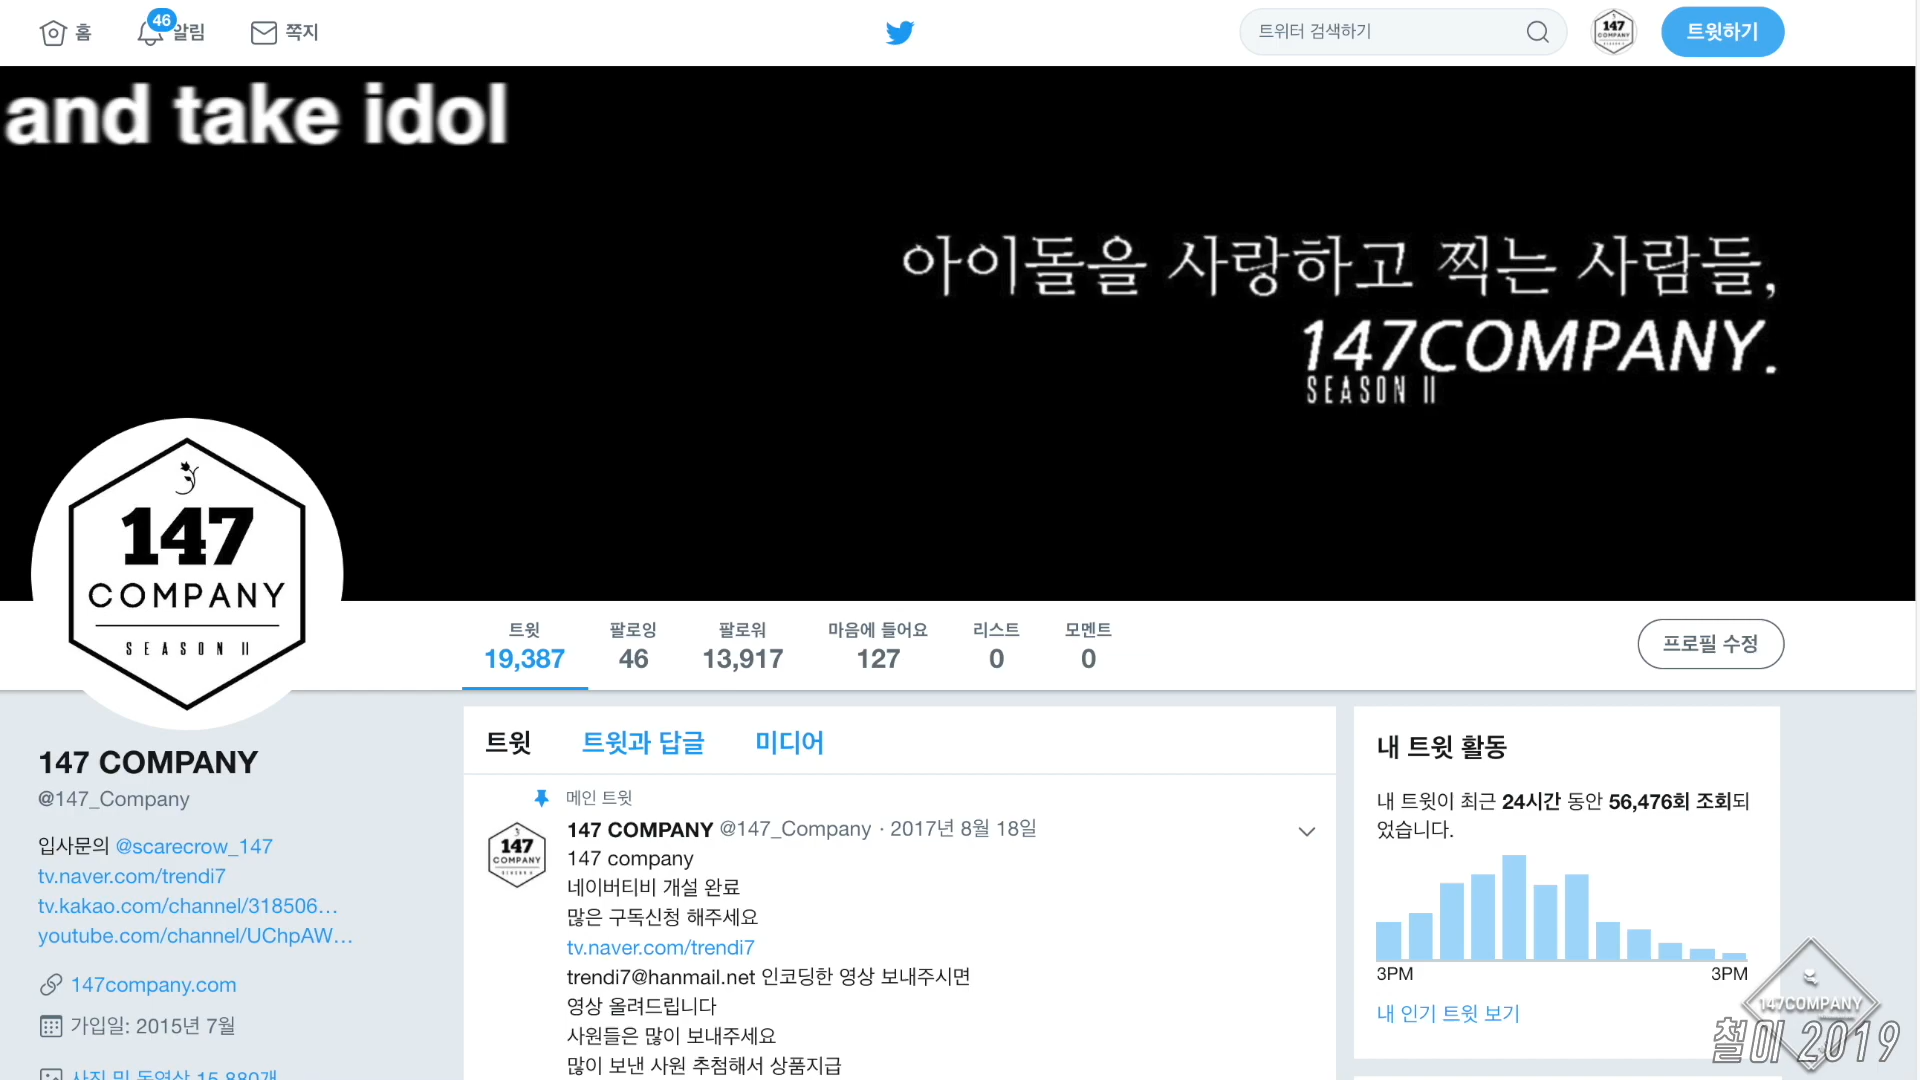 홈
46
알림
쪽지
트위터 검색하기
147
COMPANY
트윗하기
and take idol
아이돌을 사랑하고 찍는 사람들,
147COMPANY.
SEASON II
147
COMPANY
SEASON II
트윗 팔로잉 팔로워 마음에 들어요 리스트 모멘트
19,387 46 13,917 127 0 0
프로필 수정
147 COMPANY
@147_Company
입사문의 @scarecrow_147
tv.naver.com/trendi7
tv.kakao.com/channel/318506…
youtube.com/channel/UChpAW…
147company.com
가입일: 2015년 7월
사진 및 동영상 15,880개
트윗 트윗과 답글 미디어
메인 트윗
147
COMPANY
147 COMPANY @147_Company · 2017년 8월 18일
147 company
네이버티비 개설 완료
많은 구독신청 해주세요
tv.naver.com/trendi7
trendi7@hanmail.net 인코딩한 영상 보내주시면
영상 올려드립니다
사원들은 많이 보내주세요
많이 보낸 사원 추첨해서 상품지급
내 트윗 활동
내 트윗이 최근 24시간 동안 56,476회 조회되
었습니다.
3PM 3PM
내 인기 트윗 보기
147COMPANY
철이 2019